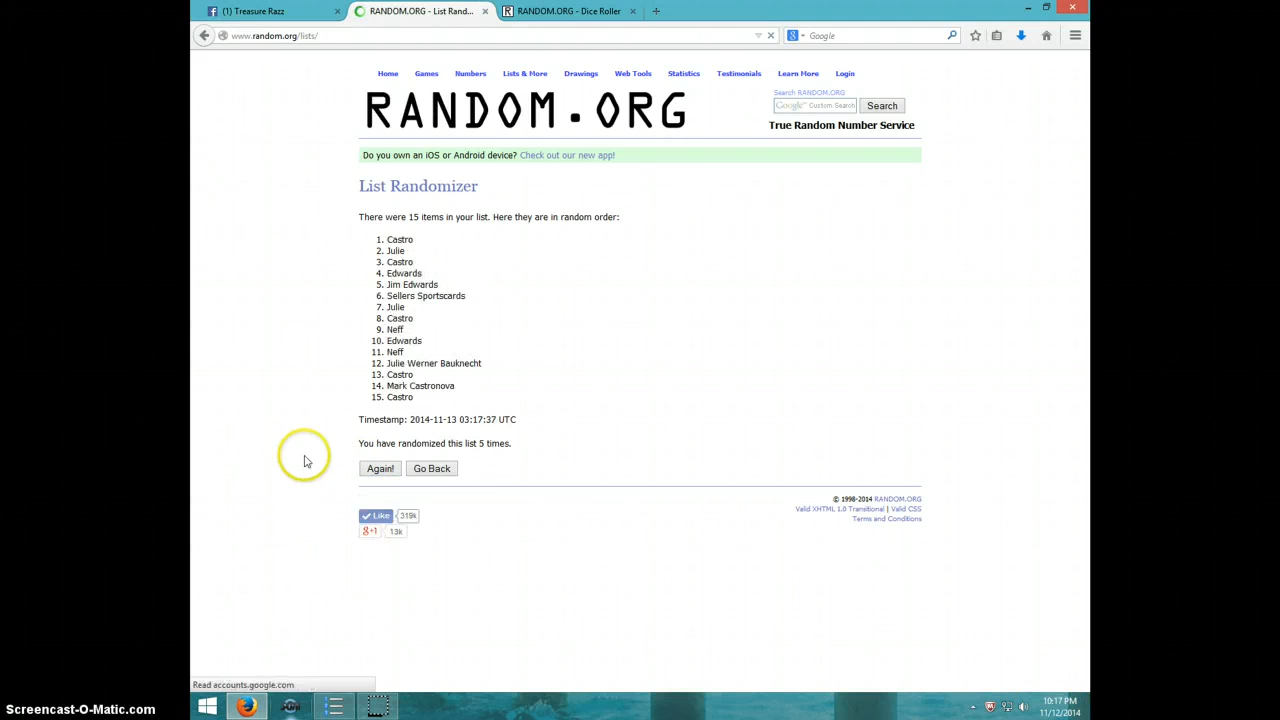 (1) Treasure Razz
RANDOM.ORG - List Rand...
RANDOM.ORG - Dice Roller
www.random.org/lists/
Google
Home Games Numbers Lists & More Drawings Web Tools Statistics Testimonials Learn More Login
RANDOM.ORG
Search RANDOM.ORG
Google™ Custom Search Search
True Random Number Service
Do you own an iOS or Android device? Check out our new app!
List Randomizer
There were 15 items in your list. Here they are in random order:
1. Castro
2. Julie
3. Castro
4. Edwards
5. Jim Edwards
6. Sellers Sportscards
7. Julie
8. Castro
9. Neff
10. Edwards
11. Neff
12. Julie Werner Bauknecht
13. Castro
14. Mark Castronova
15. Castro
Timestamp: 2014-11-13 03:17:37 UTC
You have randomized this list 5 times.
Again! Go Back
© 1998-2014 RANDOM.ORG
Valid XHTML 1.0 Transitional | Valid CSS
Terms and Conditions
Like 319k
g+1 13k
Read accounts.google.com
10:17 PM
11/12/2014
Screencast-O-Matic.com